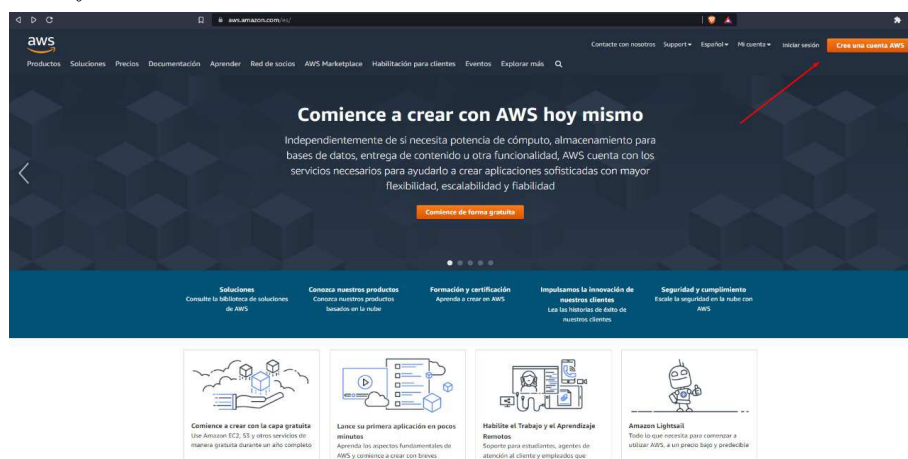 aws.amazon.com/es/
aws
Contacte con nosotros Support Español Mi cuenta Iniciar sesión Cree una cuenta AWS
Productos Soluciones Precios Documentación Aprender Red de socios AWS Marketplace Habilitación para clientes Eventos Explorar más
Comience a crear con AWS hoy mismo
Independientemente de si necesita potencia de cómputo, almacenamiento para
bases de datos, entrega de contenido u otra funcionalidad, AWS cuenta con los
servicios necesarios para ayudarlo a crear aplicaciones sofisticadas con mayor
flexibilidad, escalabilidad y fiabilidad
Comience de forma gratuita
Soluciones
Consulte la biblioteca de soluciones
de AWS
Conozca nuestros productos
Conozca nuestros productos
basados en la nube
Formación y certificación
Aprenda a crear en AWS
Impulsamos la innovación de
nuestros clientes
Lea las historias de éxito de
nuestros clientes
Seguridad y cumplimiento
Escale la seguridad en la nube con
AWS
Comience a crear con la capa gratuita
Use Amazon EC2, S3 y otros servicios de
manera gratuita durante un año completo
Lance su primera aplicación en pocos
minutos
Aprenda los aspectos fundamentales de
AWS y comience a crear con breves
Habilite el Trabajo y el Aprendizaje
Remotos
Soporte para estudiantes, agentes de
atención al cliente y empleados que
Amazon Lightsail
Todo lo que necesita para comenzar a
utilizar AWS, a un precio bajo y predecible